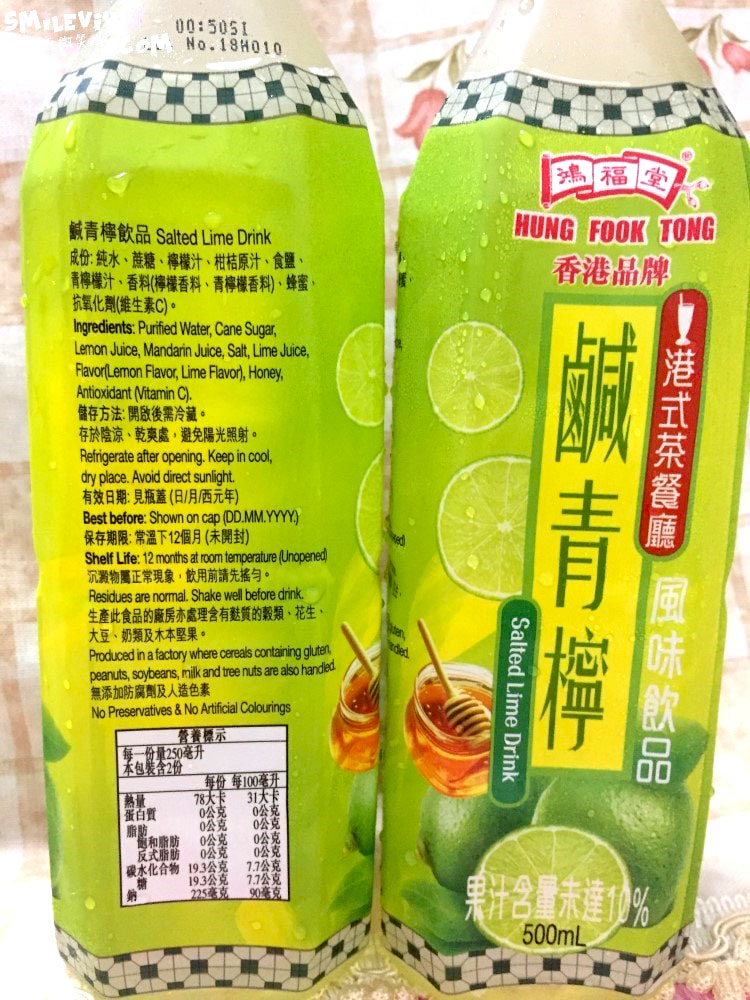 00:50SI
No.18H010
鹹青檸飲品 Salted Lime Drink
成份: 純水、蔗糖、檸檬汁、柑桔原汁、食鹽、
青檸檬汁、香料(檸檬香料、青檸檬香料)、蜂蜜、
抗氧化劑(維生素C)。
Ingredients: Purified Water, Cane Sugar,
Lemon Juice, Mandarin Juice, Salt, Lime Juice,
Flavor(Lemon Flavor, Lime Flavor), Honey,
Antioxidant (Vitamin C).
儲存方法: 開啟後需冷藏。
存於陰涼、乾爽處，避免陽光照射。
Refrigerate after opening. Keep in cool,
dry place. Avoid direct sunlight.
有效日期: 見瓶蓋 (日/月/西元年)
Best before: Shown on cap (DD.MM.YYYY.)
保存期限: 常溫下12個月 (未開封)
Shelf Life: 12 months at room temperature (Unopened)
沉澱物屬正常現象，飲用前請先搖勻。
Residues are normal. Shake well before drink.
生產此食品的廠房亦處理含有麩質的穀類、花生、
大豆、奶類及木本堅果。
Produced in a factory where cereals containing gluten,
peanuts, soybeans, milk and tree nuts are also handled.
無添加防腐劑及人造色素
No Preservatives & No Artificial Colourings
營養標示
每一份量250毫升
本包裝含2份
每份 每100毫升
熱量 78大卡 31大卡
蛋白質 0公克 0公克
脂肪 0公克 0公克
飽和脂肪 0公克 0公克
反式脂肪 0公克 0公克
碳水化合物 19.3公克 7.7公克
糖 19.3公克 7.7公克
鈉 225毫克 90毫克
鴻福堂®
HUNG FOOK TONG
香港品牌
港式茶餐廳
風味飲品
鹹青檸
Salted Lime Drink
果汁含量未達10%
500mL